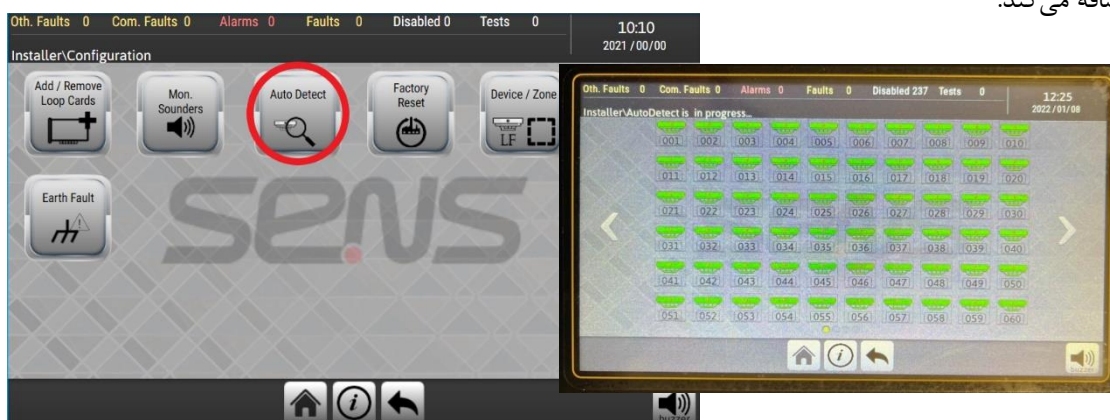 اضافه می کند.
Oth. Faults 0 Com. Faults 0 Alarms 0 Faults 0 Disabled 0 Tests 0
10:10
2021 / 00/00
Installer\Configuration
Add / Remove
Loop Cards
Mon.
Sounders
Auto Detect
Factory
Reset
Device / Zone
LF
Earth Fault
SENS
buzzer
Oth. Faults 0 Com. Faults 0 Alarms 0 Faults 0 Disabled 237 Tests 0
12:25
2022 / 01/08
Installer\AutoDetect is in progress...
001 002 003 004 005 006 007 008 009 010
011 012 013 014 015 016 017 018 019 020
021 022 023 024 025 026 027 028 029 030
031 032 033 034 035 036 037 038 039 040
041 042 043 044 045 046 047 048 049 050
051 052 053 054 055 056 057 058 059 060
buzzer